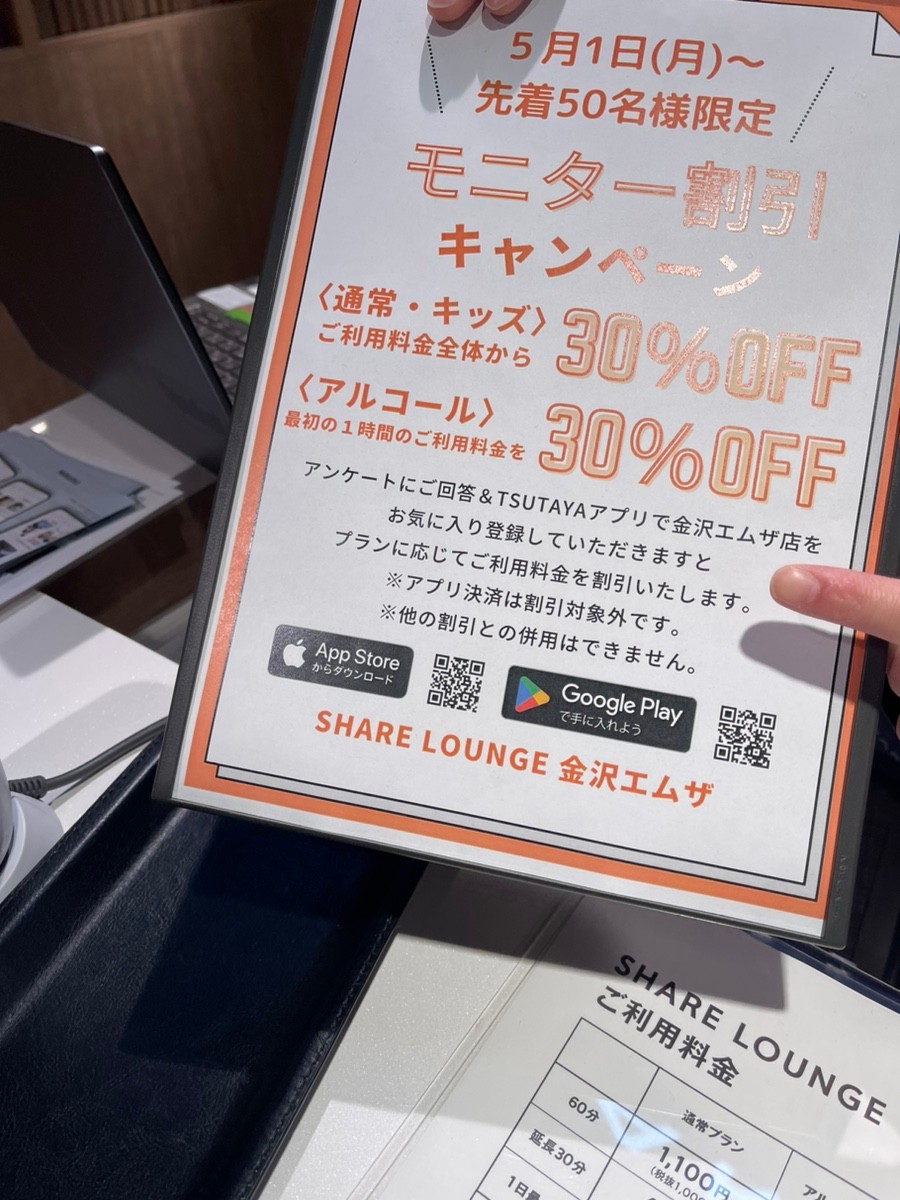 5月1日(月)～
先着50名様限定
モニター割引
キャンペーン
〈通常・キッズ〉
ご利用料金全体から
30%OFF
〈アルコール〉
最初の1時間のご利用料金を
30%OFF
アンケートにご回答＆TSUTAYAアプリで金沢エムザ店を
お気に入り登録していただきますと
プランに応じてご利用料金を割引いたします。
※アプリ決済は割引対象外です。
※他の割引との併用はできません。
App Store
からダウンロード
Google Play
で手に入れよう
SHARE LOUNGE 金沢エムザ
SHARE LOUNGE
ご利用料金
通常プラン
60分
1,100円
延長30分